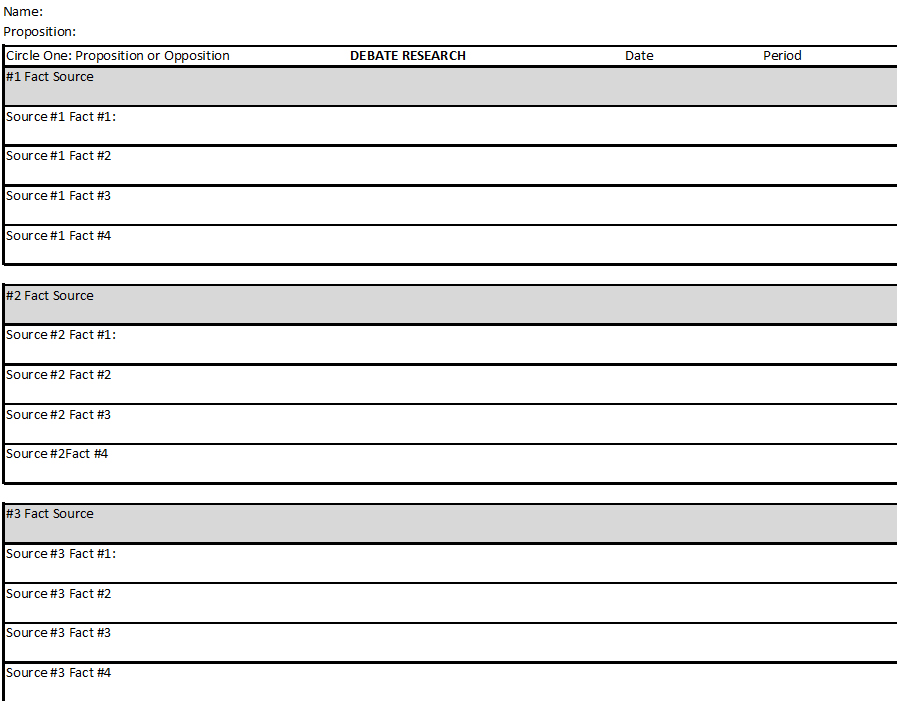 Name:
Proposition:
Circle One: Proposition or Opposition DEBATE RESEARCH Date Period
#1 Fact Source
Source #1 Fact #1:
Source #1 Fact #2
Source #1 Fact #3
Source #1 Fact #4
#2 Fact Source
Source #2 Fact #1:
Source #2 Fact #2
Source #2 Fact #3
Source #2Fact #4
#3 Fact Source
Source #3 Fact #1:
Source #3 Fact #2
Source #3 Fact #3
Source #3 Fact #4